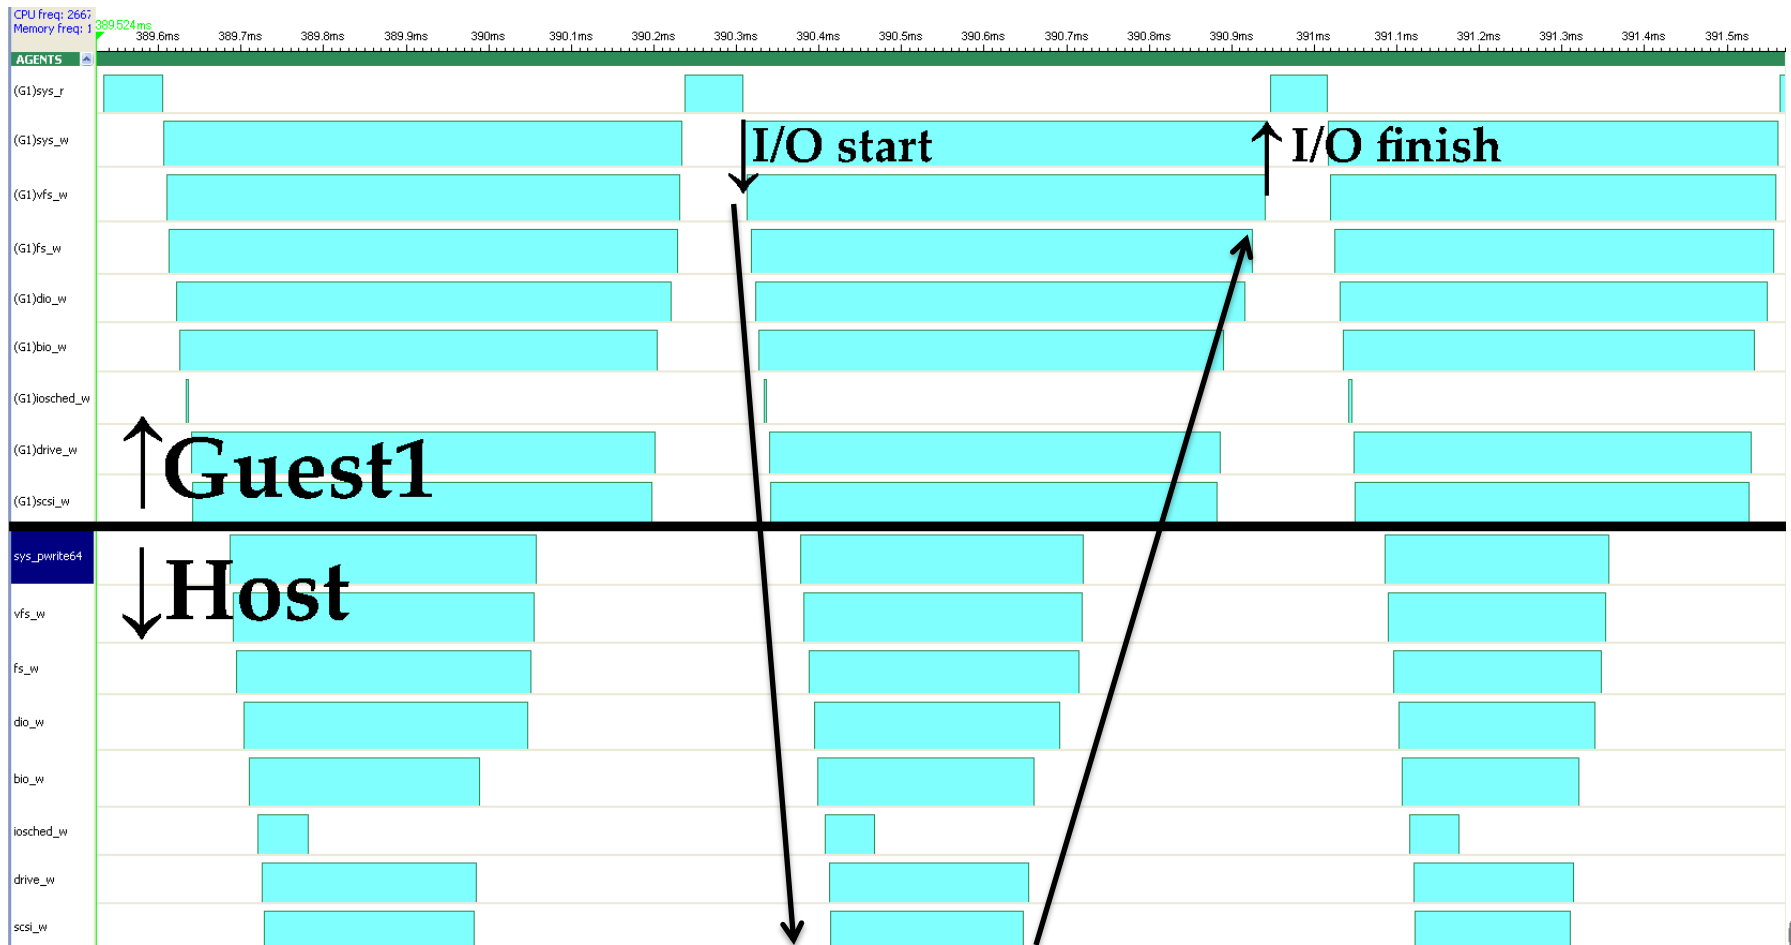 CPU freq: 2667
Memory freq: 1
389.524ms
389.6ms 389.7ms 389.8ms 389.9ms 390ms 390.1ms 390.2ms 390.3ms 390.4ms 390.5ms 390.6ms 390.7ms 390.8ms 390.9ms 391ms 391.1ms 391.2ms 391.3ms 391.4ms 391.5ms
AGENTS
(G1)sys_r
(G1)sys_w
I/O start
I/O finish
(G1)vfs_w
(G1)fs_w
(G1)dio_w
(G1)bio_w
(G1)iosched_w
(G1)drive_w
Guest1
(G1)scsi_w
sys_pwrite64
Host
vfs_w
fs_w
dio_w
bio_w
iosched_w
drive_w
scsi_w